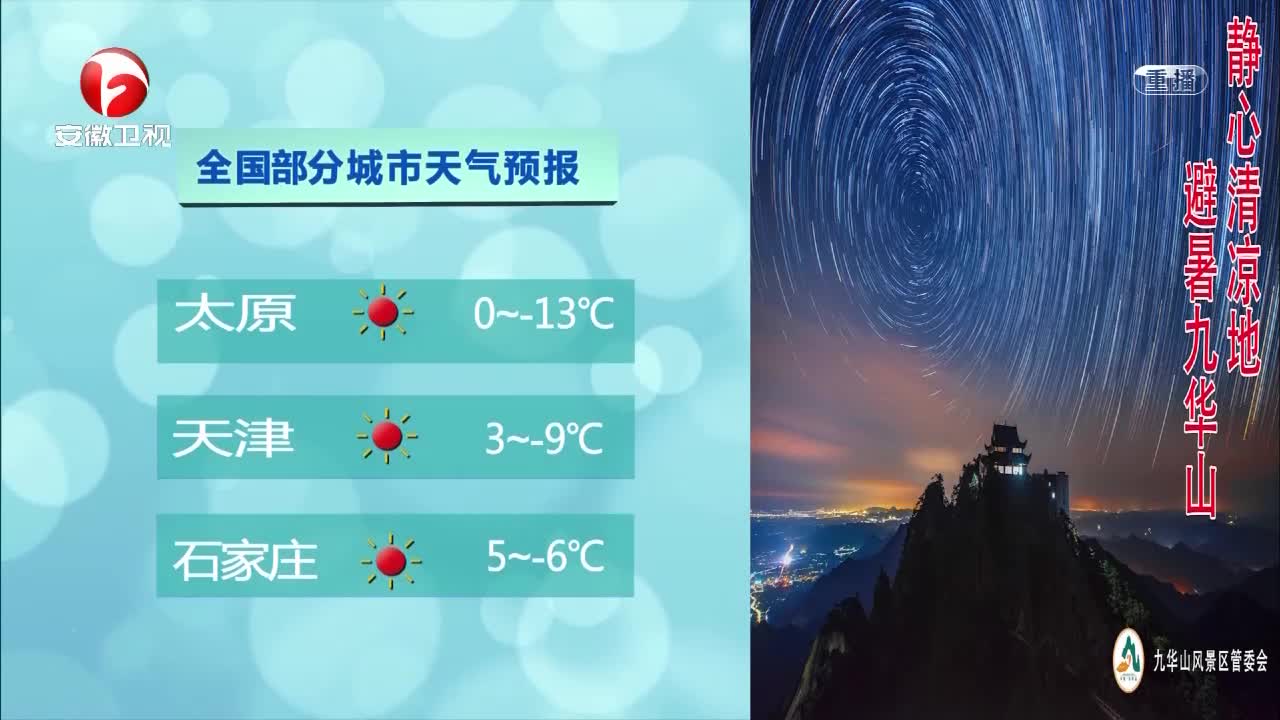 安徽卫视
全国部分城市天气预报
太原 0~-13℃
天津 3~-9℃
石家庄 5~-6℃
重播
静心清凉地
避暑九华山
九华山风景区管委会